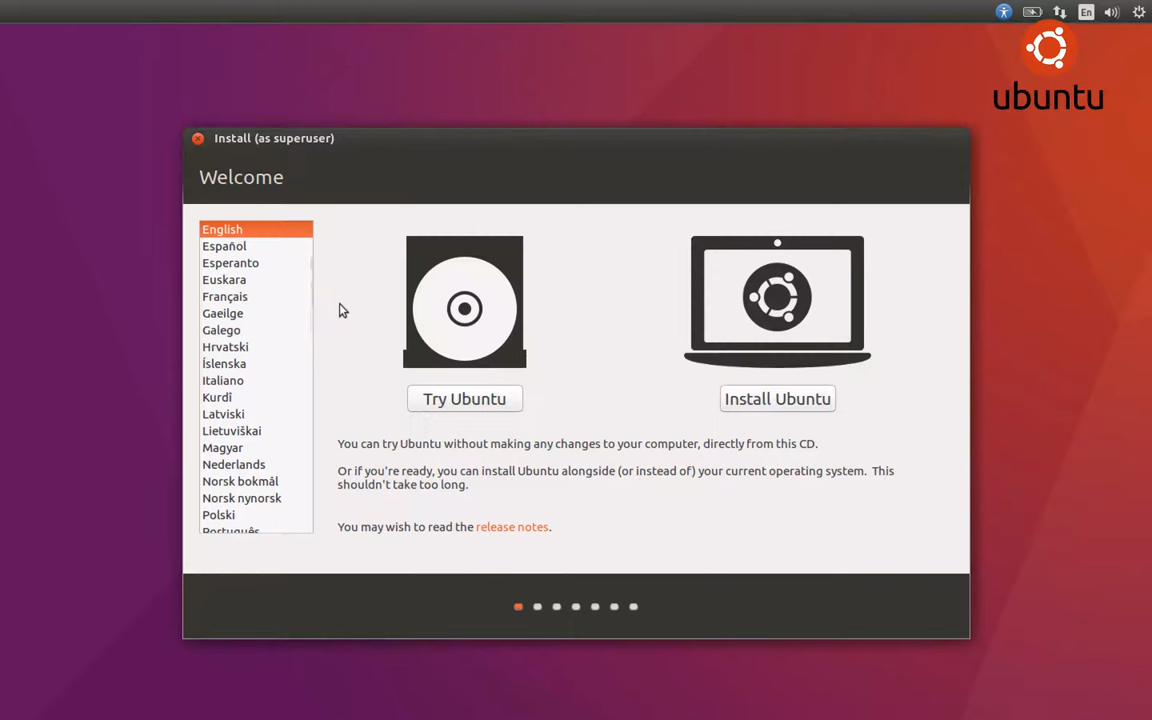 En
ubuntu
Install (as superuser)
Welcome
English
Español
Esperanto
Euskara
Français
Gaeilge
Galego
Hrvatski
Íslenska
Italiano
Kurdî
Latviski
Lietuviškai
Magyar
Nederlands
Norsk bokmål
Norsk nynorsk
Polski
Português
Try Ubuntu
Install Ubuntu
You can try Ubuntu without making any changes to your computer, directly from this CD.
Or if you're ready, you can install Ubuntu alongside (or instead of) your current operating system. This
shouldn't take too long.
You may wish to read the release notes.